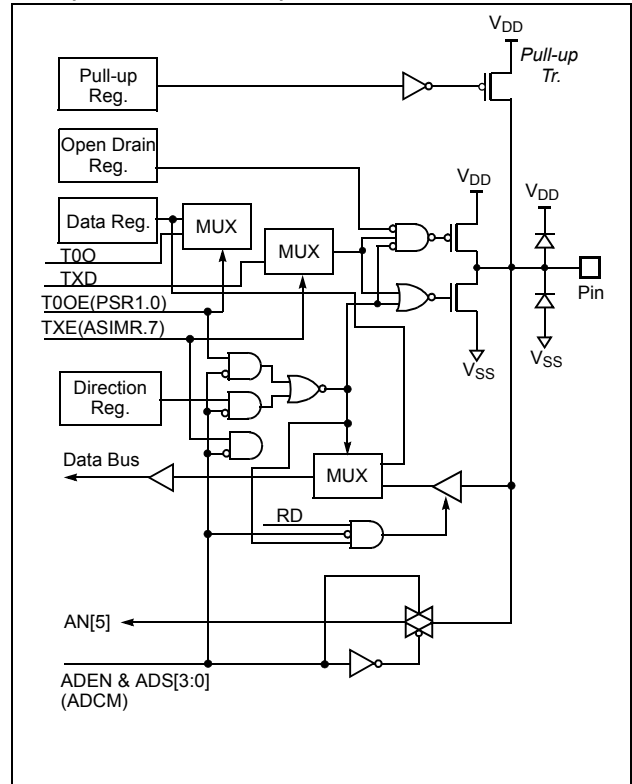 VDD
Pull-up
Tr.
Pull-up
Reg.
Open Drain
Reg.
VDD
VDD
Data Reg.
MUX
MUX
T0O
TXD
Pin
T0OE(PSR1.0)
TXE(ASIMR.7)
VSS
VSS
Direction
Reg.
Data Bus
MUX
RD
AN[5]
ADEN & ADS[3:0]
(ADCM)